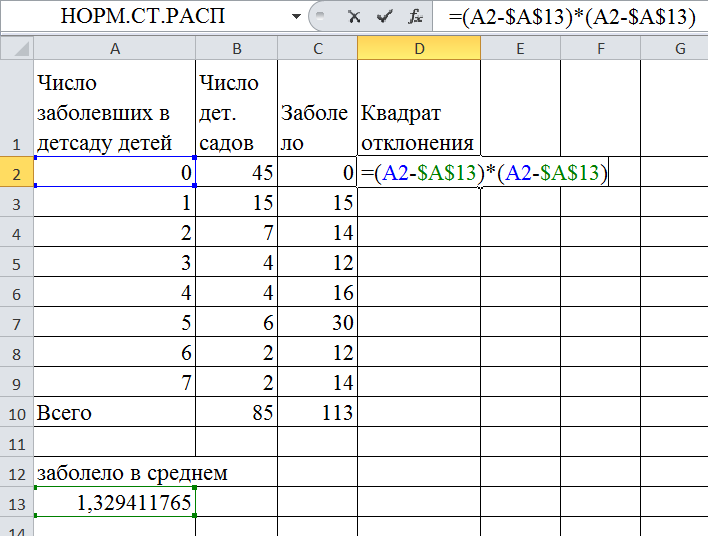 НОРМ.СТ.РАСП =(A2-$A$13)*(A2-$A$13)
A B C D E F G
Число
заболевших в
детсаду детей
Число
дет.
садов
Заболе
ло
Квадрат
отклонения
1
2 0 45 0 =(A2-$A$13)*(A2-$A$13)
3 1 15 15
4 2 7 14
5 3 4 12
6 4 4 16
7 5 6 30
8 6 2 12
9 7 2 14
10 Всего 85 113
11
12 заболело в среднем
13 1,329411765
14